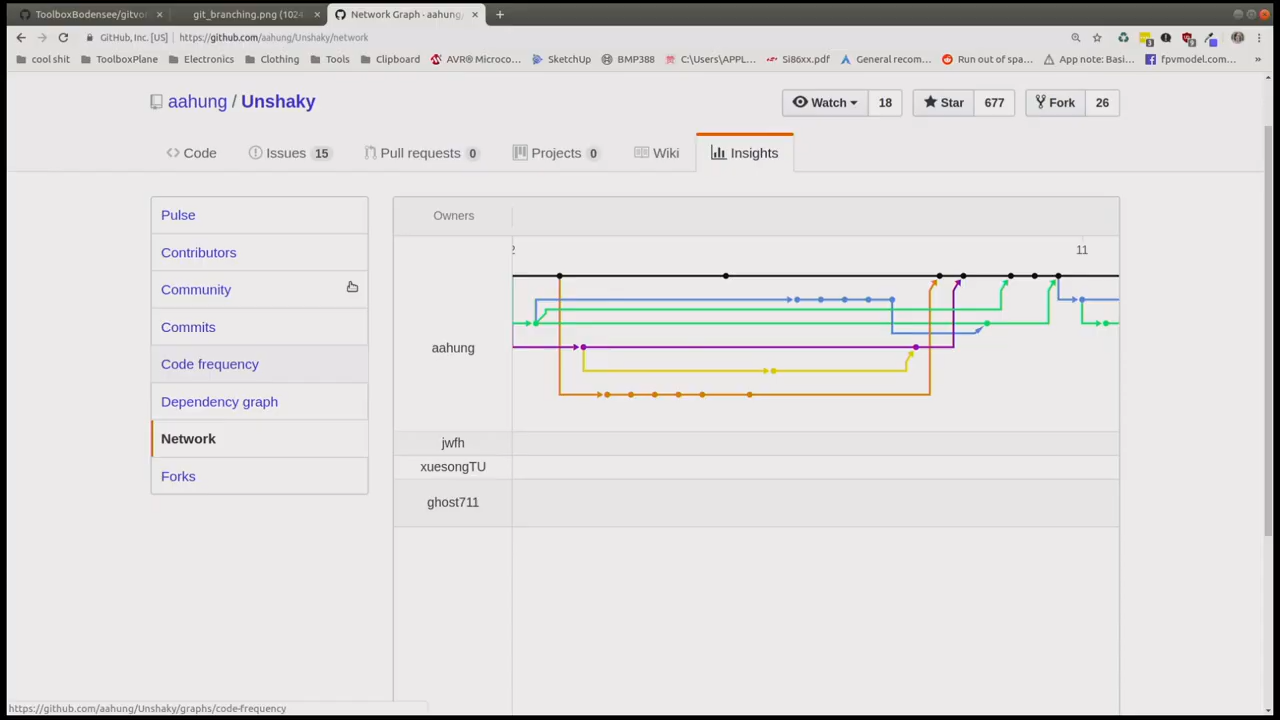 ToolboxBodensee/gitvo × git_branching.png (1024 × Network Graph · aahung/ × +
GitHub, Inc. [US] https://github.com/aahung/Unshaky/network
cool shit ToolboxPlane Electronics Clothing Tools Clipboard AVR® Microco... SketchUp BMP388 C:\Users\APPL... Si86xx.pdf General recom... Run out of spa... App note: Basi... fpvmodel.com... »
aahung / Unshaky Watch 18 Star 677 Fork 26
Code Issues 15 Pull requests 0 Projects 0 Wiki Insights
Pulse
Contributors
Community
Commits
Code frequency
Dependency graph
Network
Forks
Owners
11
aahung
jwfh
xuesongTU
ghost711
https://github.com/aahung/Unshaky/graphs/code-frequency